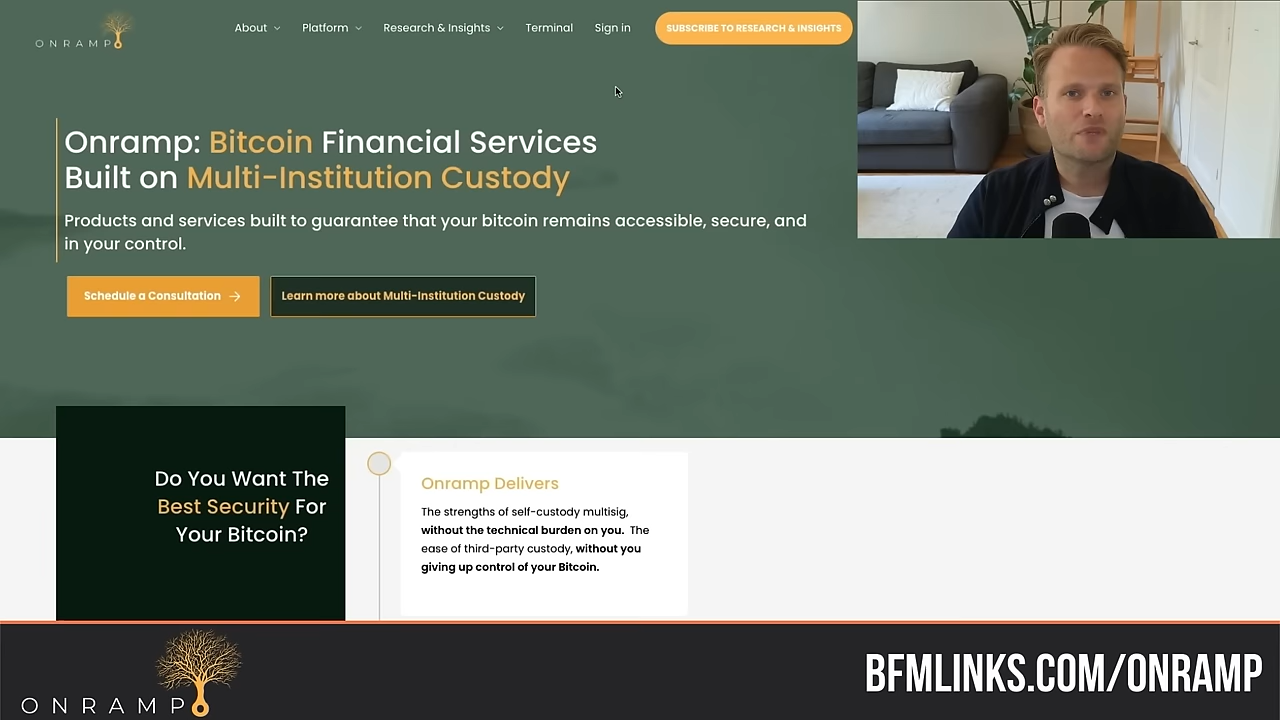 ONRAMP
About
Platform
Research & Insights
Terminal
Sign in
SUBSCRIBE TO RESEARCH & INSIGHTS
Onramp: Bitcoin Financial Services
Built on Multi-Institution Custody
Products and services built to guarantee that your bitcoin remains accessible, secure, and
in your control.
Schedule a Consultation
Learn more about Multi-Institution Custody
Do You Want The
Best Security For
Your Bitcoin?
Onramp Delivers
The strengths of self-custody multisig,
without the technical burden on you. The
ease of third-party custody, without you
giving up control of your Bitcoin.
ONRAMP
BFMLINKS.COM/ONRAMP